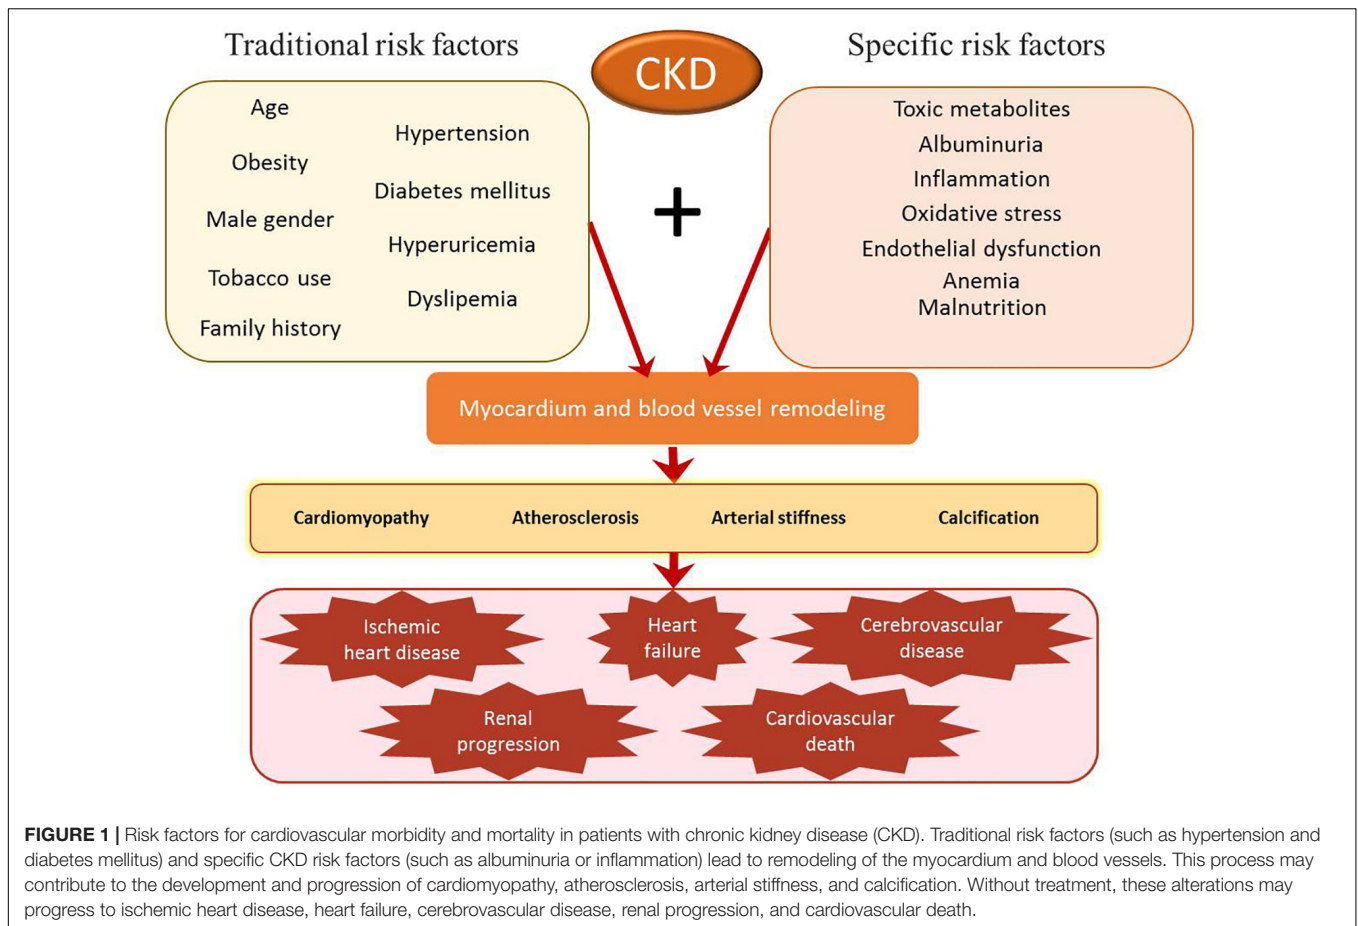 Traditional risk factors
CKD
Specific risk factors
Age
Obesity
Male gender
Tobacco use
Family history
Hypertension
Diabetes mellitus
Hyperuricemia
Dyslipemia
+
Toxic metabolites
Albuminuria
Inflammation
Oxidative stress
Endothelial dysfunction
Anemia
Malnutrition
Myocardium and blood vessel remodeling
Cardiomyopathy
Atherosclerosis
Arterial stiffness
Calcification
Ischemic
heart disease
Heart
failure
Cerebrovascular
disease
Renal
progression
Cardiovascular
death
FIGURE 1 | Risk factors for cardiovascular morbidity and mortality in patients with chronic kidney disease (CKD). Traditional risk factors (such as hypertension and
diabetes mellitus) and specific CKD risk factors (such as albuminuria or inflammation) lead to remodeling of the myocardium and blood vessels. This process may
contribute to the development and progression of cardiomyopathy, atherosclerosis, arterial stiffness, and calcification. Without treatment, these alterations may
progress to ischemic heart disease, heart failure, cerebrovascular disease, renal progression, and cardiovascular death.